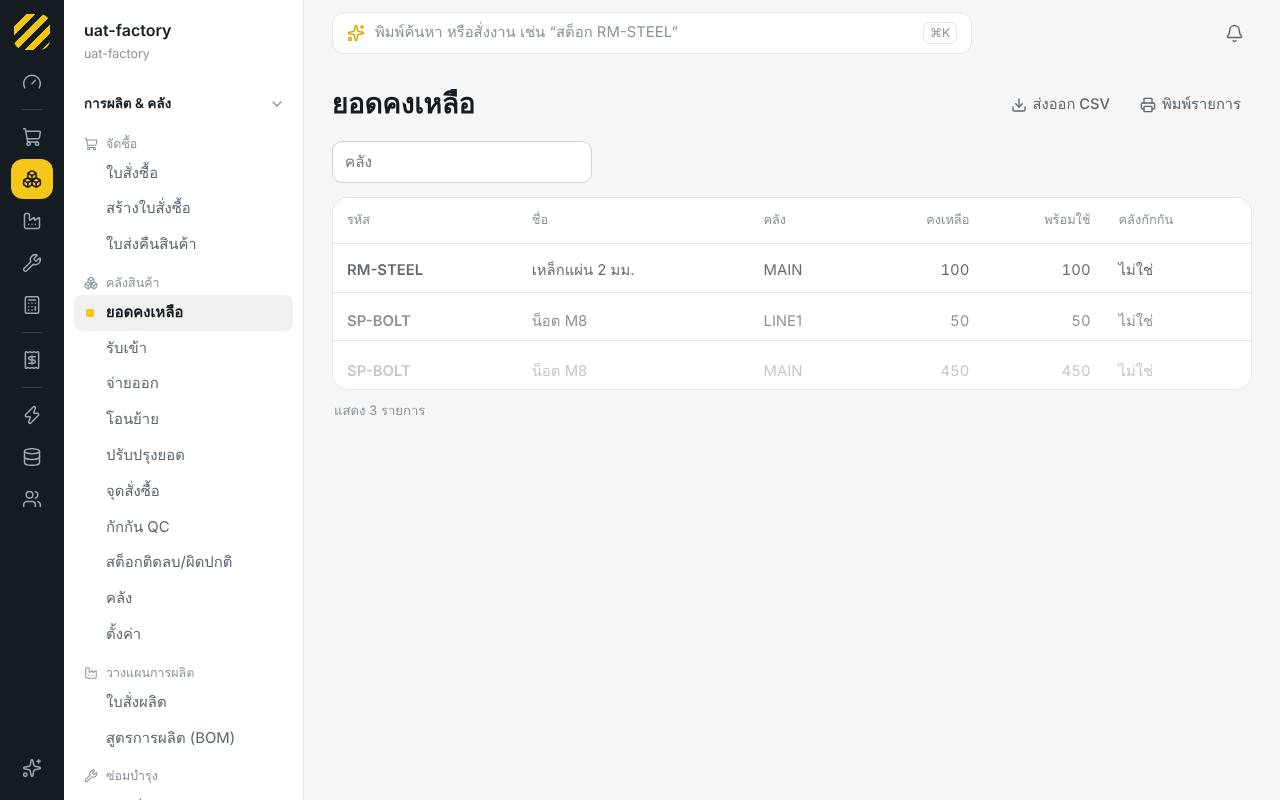 uat-factory
uat-factory
การผลิต & คลัง
จัดซื้อ
ใบสั่งซื้อ
สร้างใบสั่งซื้อ
ใบส่งคืนสินค้า
คลังสินค้า
ยอดคงเหลือ
รับเข้า
จ่ายออก
โอนย้าย
ปรับปรุงยอด
จุดสั่งซื้อ
กักกัน QC
สต็อกติดลบ/ผิดปกติ
คลัง
ตั้งค่า
วางแผนการผลิต
ใบสั่งผลิต
สูตรการผลิต (BOM)
ซ่อมบำรุง
พิมพ์ค้นหา หรือสั่งงาน เช่น “สต็อก RM-STEEL” ⌘K
ยอดคงเหลือ
ส่งออก CSV พิมพ์รายการ
คลัง
รหัส ชื่อ คลัง คงเหลือ พร้อมใช้ คลังกักกัน
RM-STEEL เหล็กแผ่น 2 มม. MAIN 100 100 ไม่ใช่
SP-BOLT น็อต M8 LINE1 50 50 ไม่ใช่
SP-BOLT น็อต M8 MAIN 450 450 ไม่ใช่
แสดง 3 รายการ